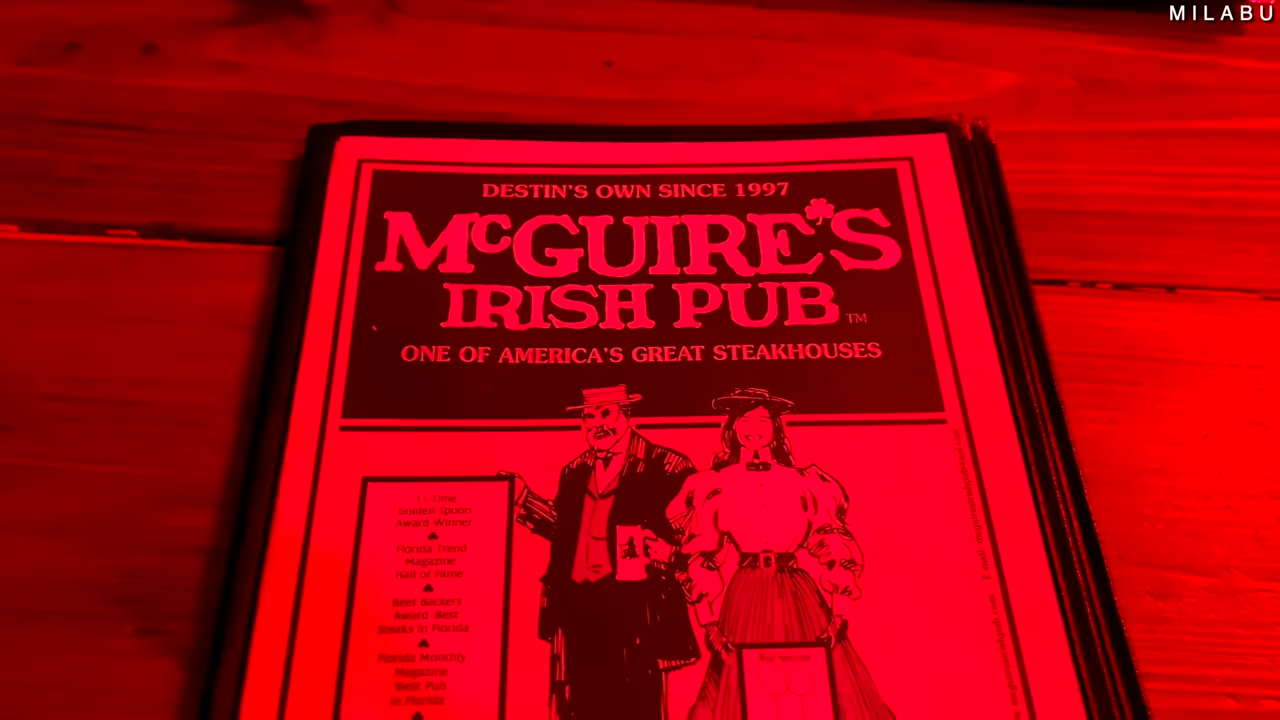 MILABU
DESTIN'S OWN SINCE 1997
McGUIRE'S
IRISH PUB TM
ONE OF AMERICA'S GREAT STEAKHOUSES
11 Time
Golden Spoon
Award Winner
Florida Trend
Magazine
Hall of Fame
Beef Backers
Award "Best
Steaks in Florida
Florida Monthly
Magazine
"Best Pub
in Florida"